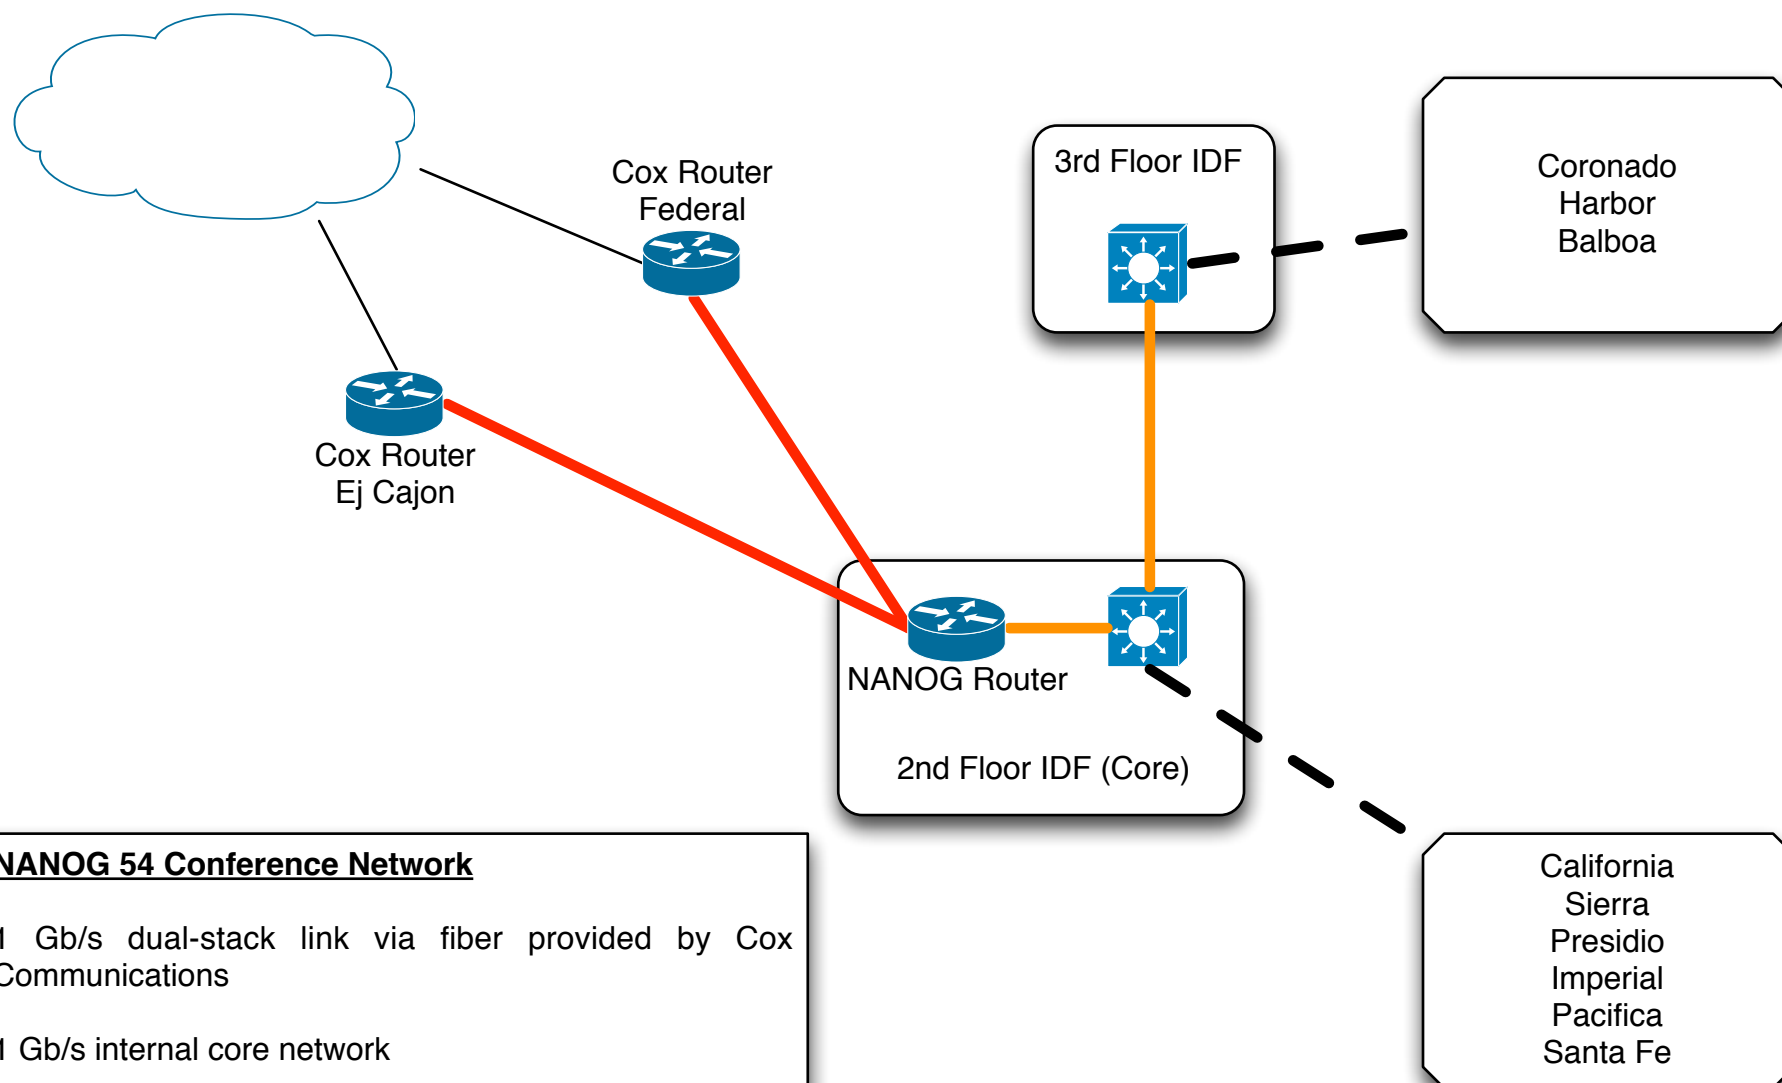 Cox Router
Federal
3rd Floor IDF
Coronado
Harbor
Balboa
Cox Router
Ej Cajon
NANOG Router
2nd Floor IDF (Core)
NANOG 54 Conference Network
1 Gb/s dual-stack link via fiber provided by Cox
Communications
1 Gb/s internal core network
California
Sierra
Presidio
Imperial
Pacifica
Santa Fe